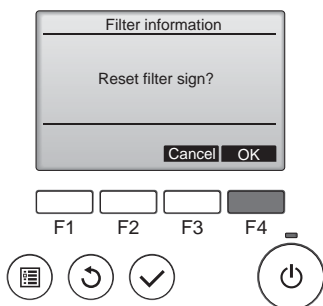 Filter information
Reset filter sign?
Cancel OK
F1 F2 F3 F4